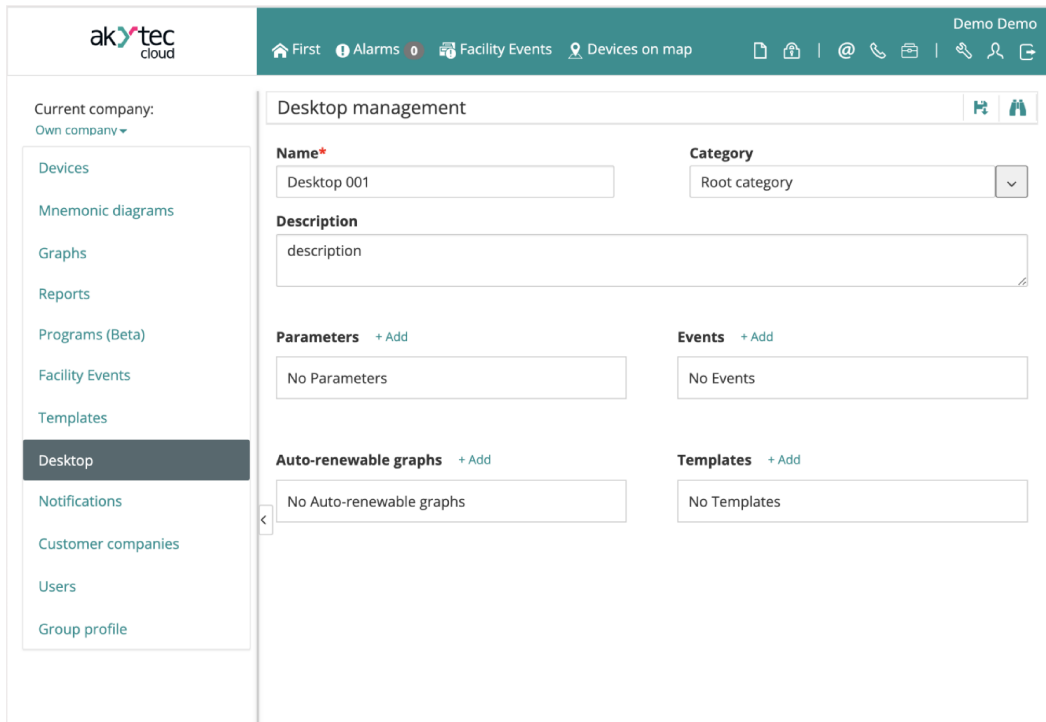 akytec
cloud
Demo Demo
First Alarms 0 Facility Events Devices on map
Current company:
Own company
Devices
Mnemonic diagrams
Graphs
Reports
Programs (Beta)
Facility Events
Templates
Desktop
Notifications
Customer companies
Users
Group profile
Desktop management
Name* Category
Desktop 001 Root category
Description
description
Parameters + Add Events + Add
No Parameters No Events
Auto-renewable graphs + Add Templates + Add
No Auto-renewable graphs No Templates